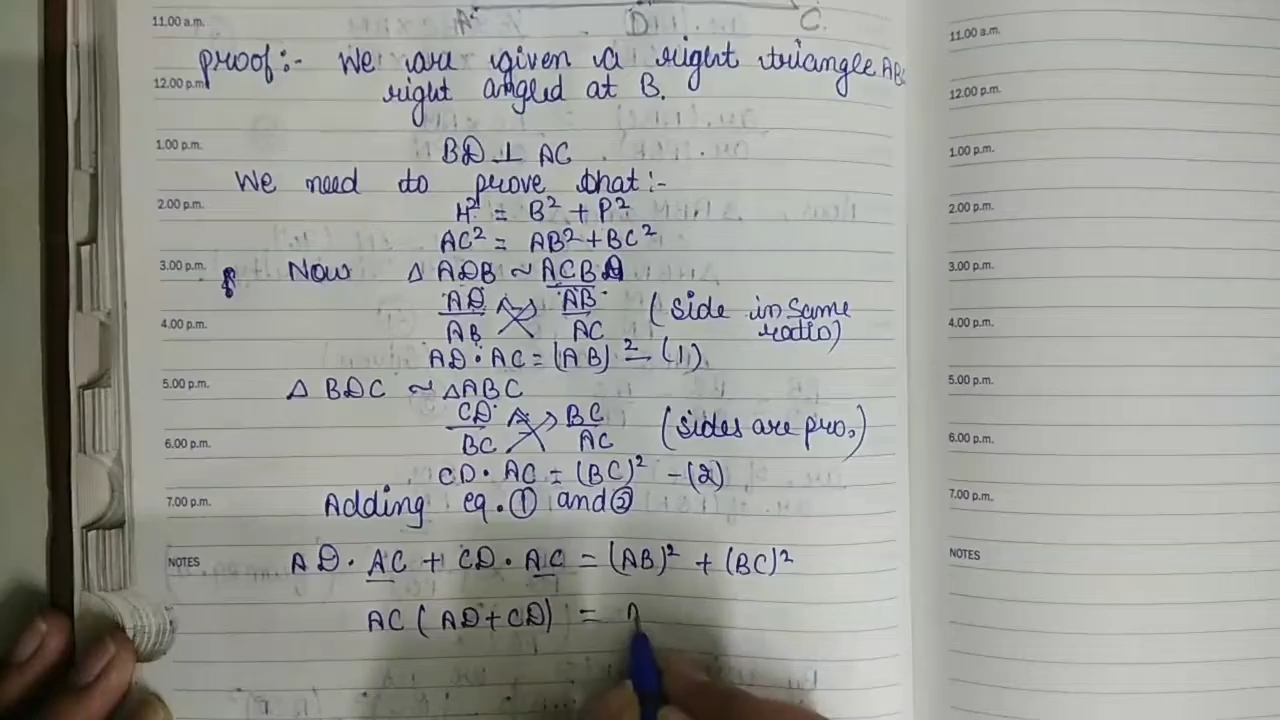 A D C
11.00 a.m.
proof:- We are given a right triangle ABC
12.00 p.m. right angled at B.
1.00 p.m. BD ⊥ AC
We need to prove that:-
2.00 p.m. H² = B² + P²
AC² = AB² + BC²
3.00 p.m. Now Δ ADB ~ ACB
AD/AB AB/AC (side in same ratio)
4.00 p.m.
AD · AC = (AB)² - (1)
5.00 p.m. Δ BDC ~ ΔABC
CD/BC = BC/AC (sides are pro.)
6.00 p.m.
CD · AC = (BC)² - (2)
7.00 p.m. Adding eq. ① and ②
NOTES AD · AC + CD · AC = (AB)² + (BC)²
AC (AD + CD) = A
11.00 a.m.
12.00 p.m.
1.00 p.m.
2.00 p.m.
3.00 p.m.
4.00 p.m.
5.00 p.m.
6.00 p.m.
7.00 p.m.
NOTES